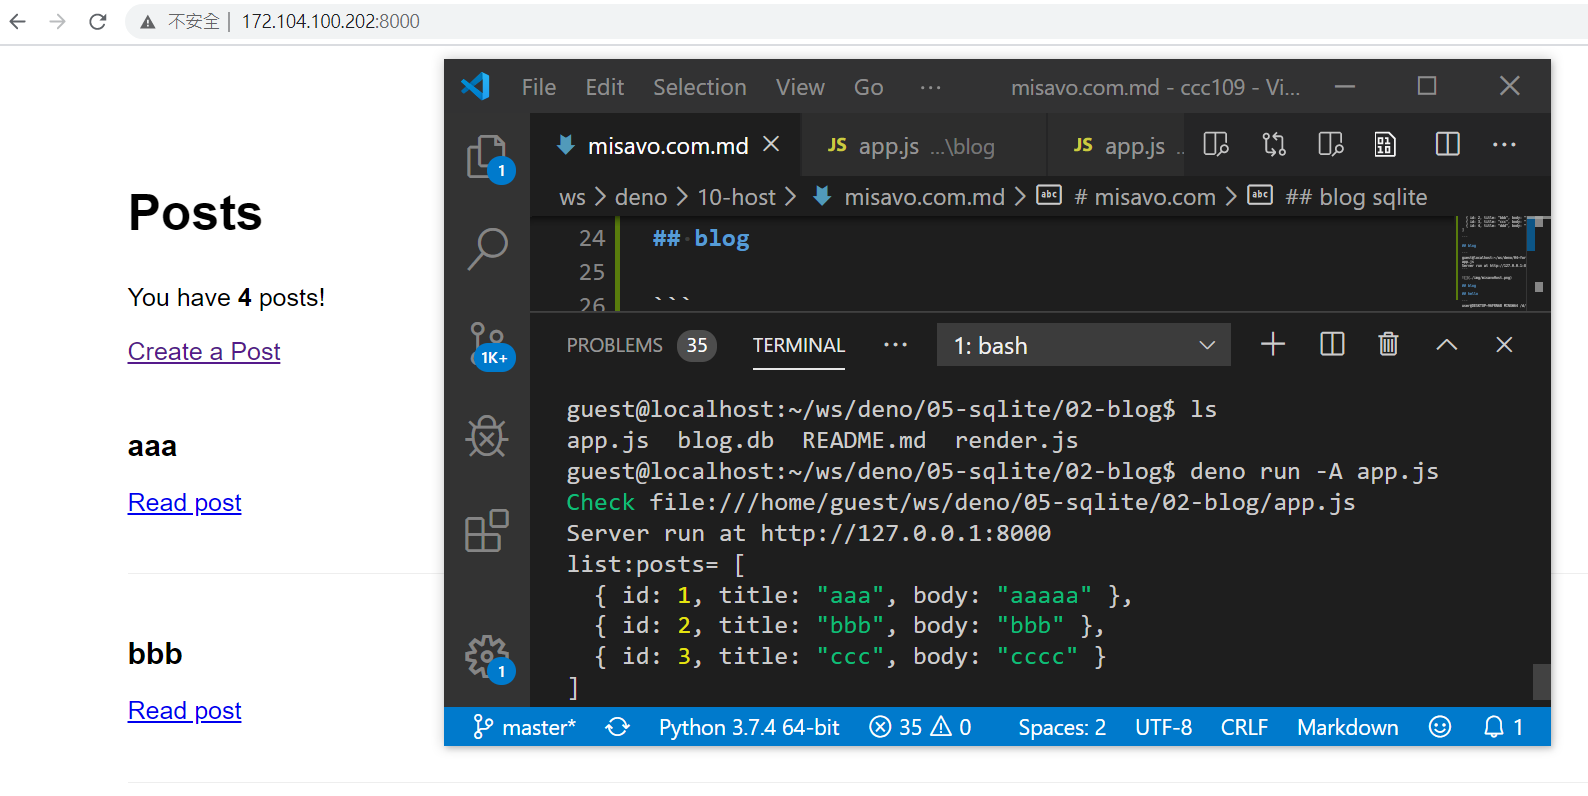 不安全 | 172.104.100.202:8000
Posts
You have 4 posts!
Create a Post
aaa
Read post
bbb
Read post
File Edit Selection View Go ··· misavo.com.md - ccc109 - Vi...
misavo.com.md JS app.js ...\blog JS app.js ..
ws > deno > 10-host > misavo.com.md > # misavo.com > ## blog sqlite
24 ## blog
25
26 ```
1
1K+
1
PROBLEMS 35 TERMINAL ··· 1: bash
guest@localhost:~/ws/deno/05-sqlite/02-blog$ ls
app.js blog.db README.md render.js
guest@localhost:~/ws/deno/05-sqlite/02-blog$ deno run -A app.js
Check file:///home/guest/ws/deno/05-sqlite/02-blog/app.js
Server run at http://127.0.0.1:8000
list:posts= [
{ id: 1, title: "aaa", body: "aaaaa" },
{ id: 2, title: "bbb", body: "bbb" },
{ id: 3, title: "ccc", body: "cccc" }
]
master* Python 3.7.4 64-bit 35 0 Spaces: 2 UTF-8 CRLF Markdown 1